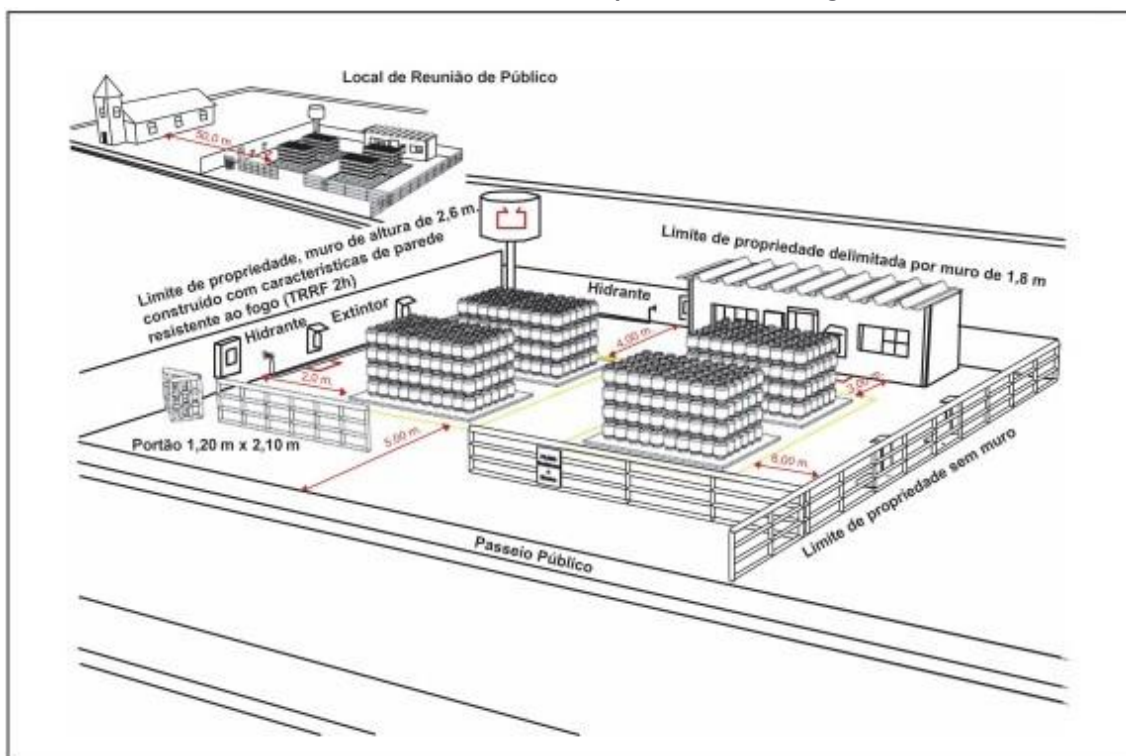 Local de Reunião de Público
50,0 m.
Limite de propriedade, muro de altura de 2,6 m.
construído com características de parede
resistente ao fogo (TRRF 2h)
Limite de propriedade delimitada por muro de 1,8 m
Hidrante
Extintor
Hidrante
4,00 m.
2,0 m.
3,00 m.
Portão 1,20 m x 2,10 m
5,00 m.
6,00 m.
Limite de propriedade sem muro
Passeio Público